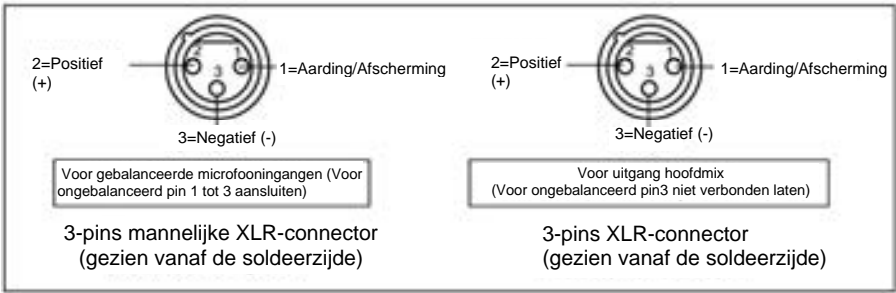 2=Positief
(+)
2
1
3
1=Aarding/Afscherming
3=Negatief (-)
Voor gebalanceerde microfooningangen (Voor
ongebalanceerd pin 1 tot 3 aansluiten)
3-pins mannelijke XLR-connector
(gezien vanaf de soldeerzijde)
2=Positief
(+)
2
1
3
1=Aarding/Afscherming
3=Negatief (-)
Voor uitgang hoofdmix
(Voor ongebalanceerd pin3 niet verbonden laten)
3-pins XLR-connector
(gezien vanaf de soldeerzijde)